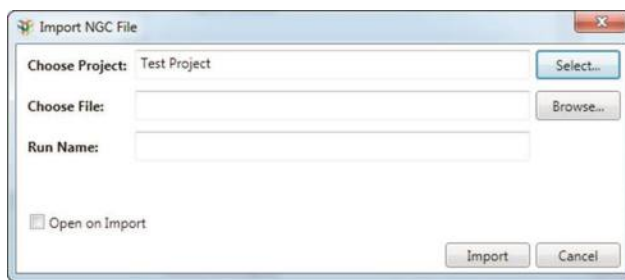 Import NGC File
Choose Project: Test Project Select...
Choose File: Browse...
Run Name:
Open on Import
Import Cancel